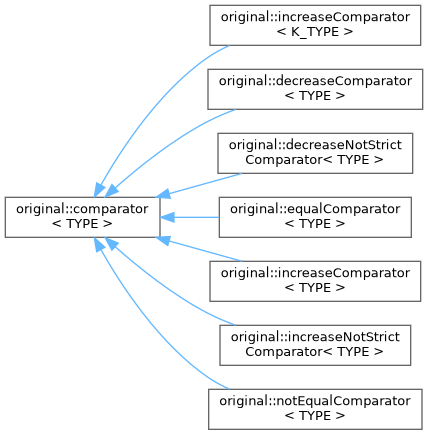 original::increaseComparator
< K_TYPE >
original::decreaseComparator
< TYPE >
original::decreaseNotStrict
Comparator< TYPE >
original::comparator
< TYPE >
original::equalComparator
< TYPE >
original::increaseComparator
< TYPE >
original::increaseNotStrict
Comparator< TYPE >
original::notEqualComparator
< TYPE >